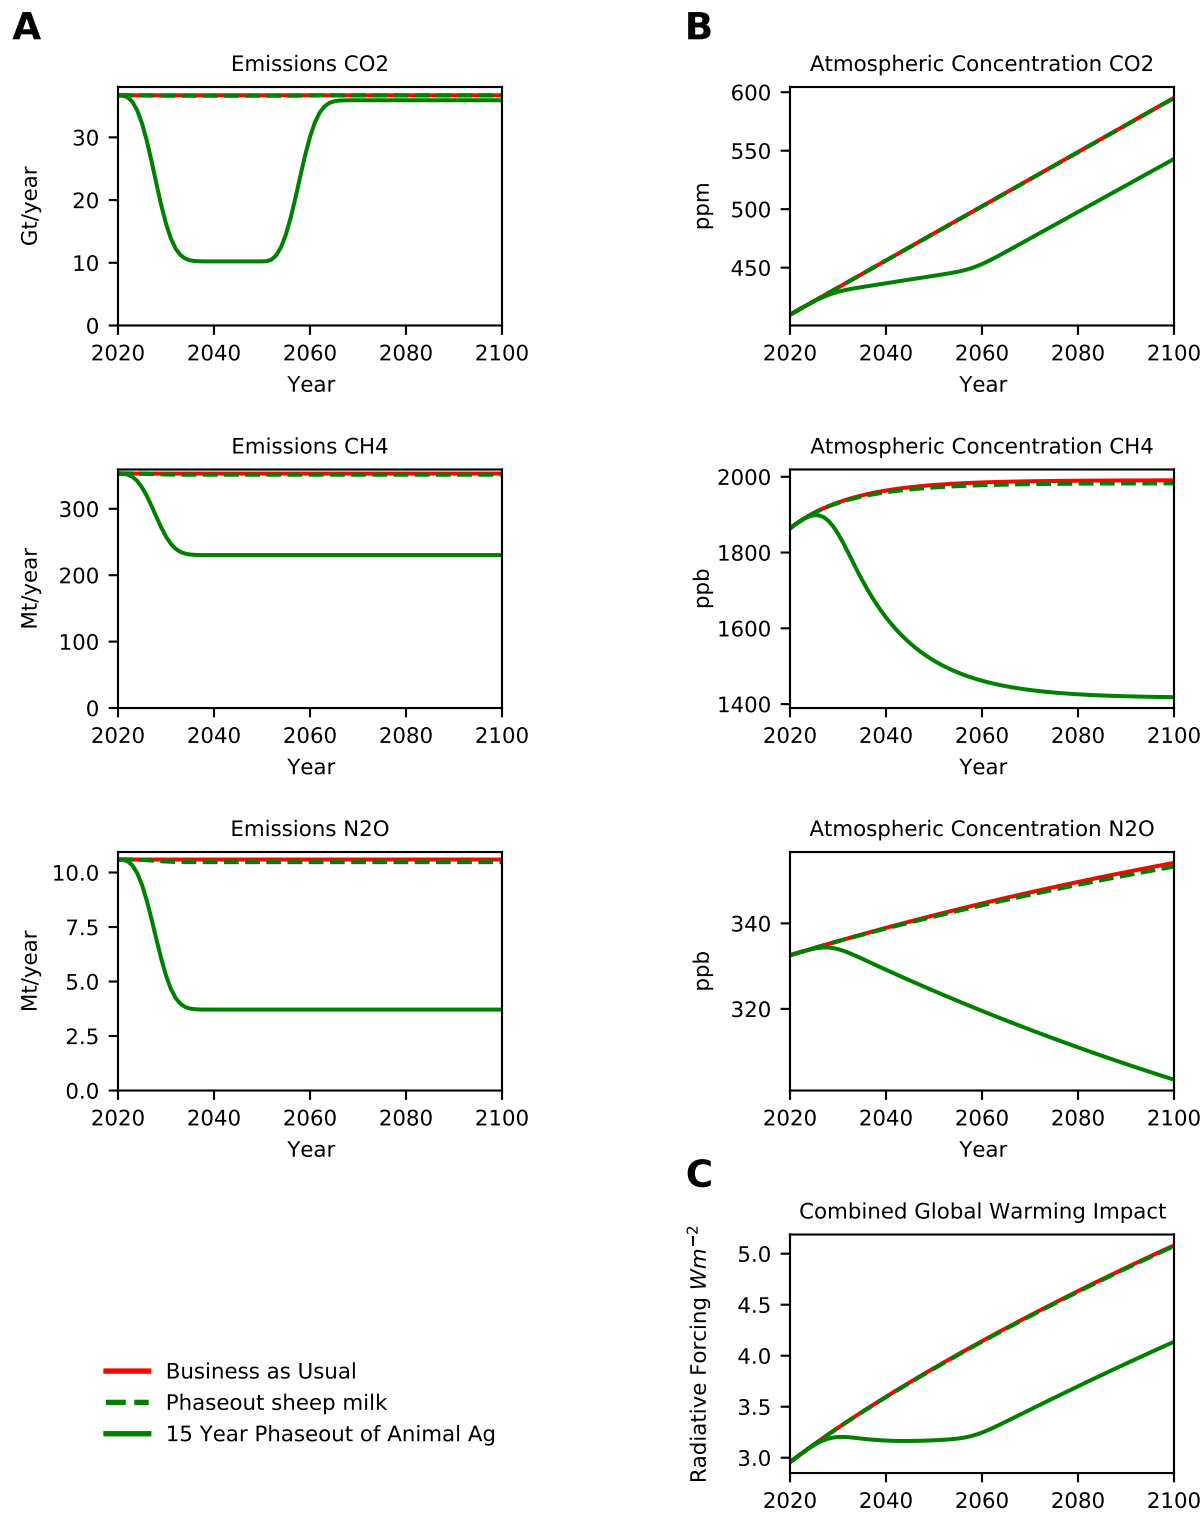 A
Emissions CO2
Gt/year
30
20
10
0
2020 2040 2060 2080 2100
Year
Emissions CH4
Mt/year
300
200
100
0
2020 2040 2060 2080 2100
Year
Emissions N2O
Mt/year
10.0
7.5
5.0
2.5
0.0
2020 2040 2060 2080 2100
Year
Business as Usual
Phaseout sheep milk
15 Year Phaseout of Animal Ag
B
Atmospheric Concentration CO2
ppm
600
550
500
450
2020 2040 2060 2080 2100
Year
Atmospheric Concentration CH4
ppb
2000
1800
1600
1400
2020 2040 2060 2080 2100
Year
Atmospheric Concentration N2O
ppb
340
320
2020 2040 2060 2080 2100
Year
C
Combined Global Warming Impact
Radiative Forcing Wm⁻²
5.0
4.5
4.0
3.5
3.0
2020 2040 2060 2080 2100